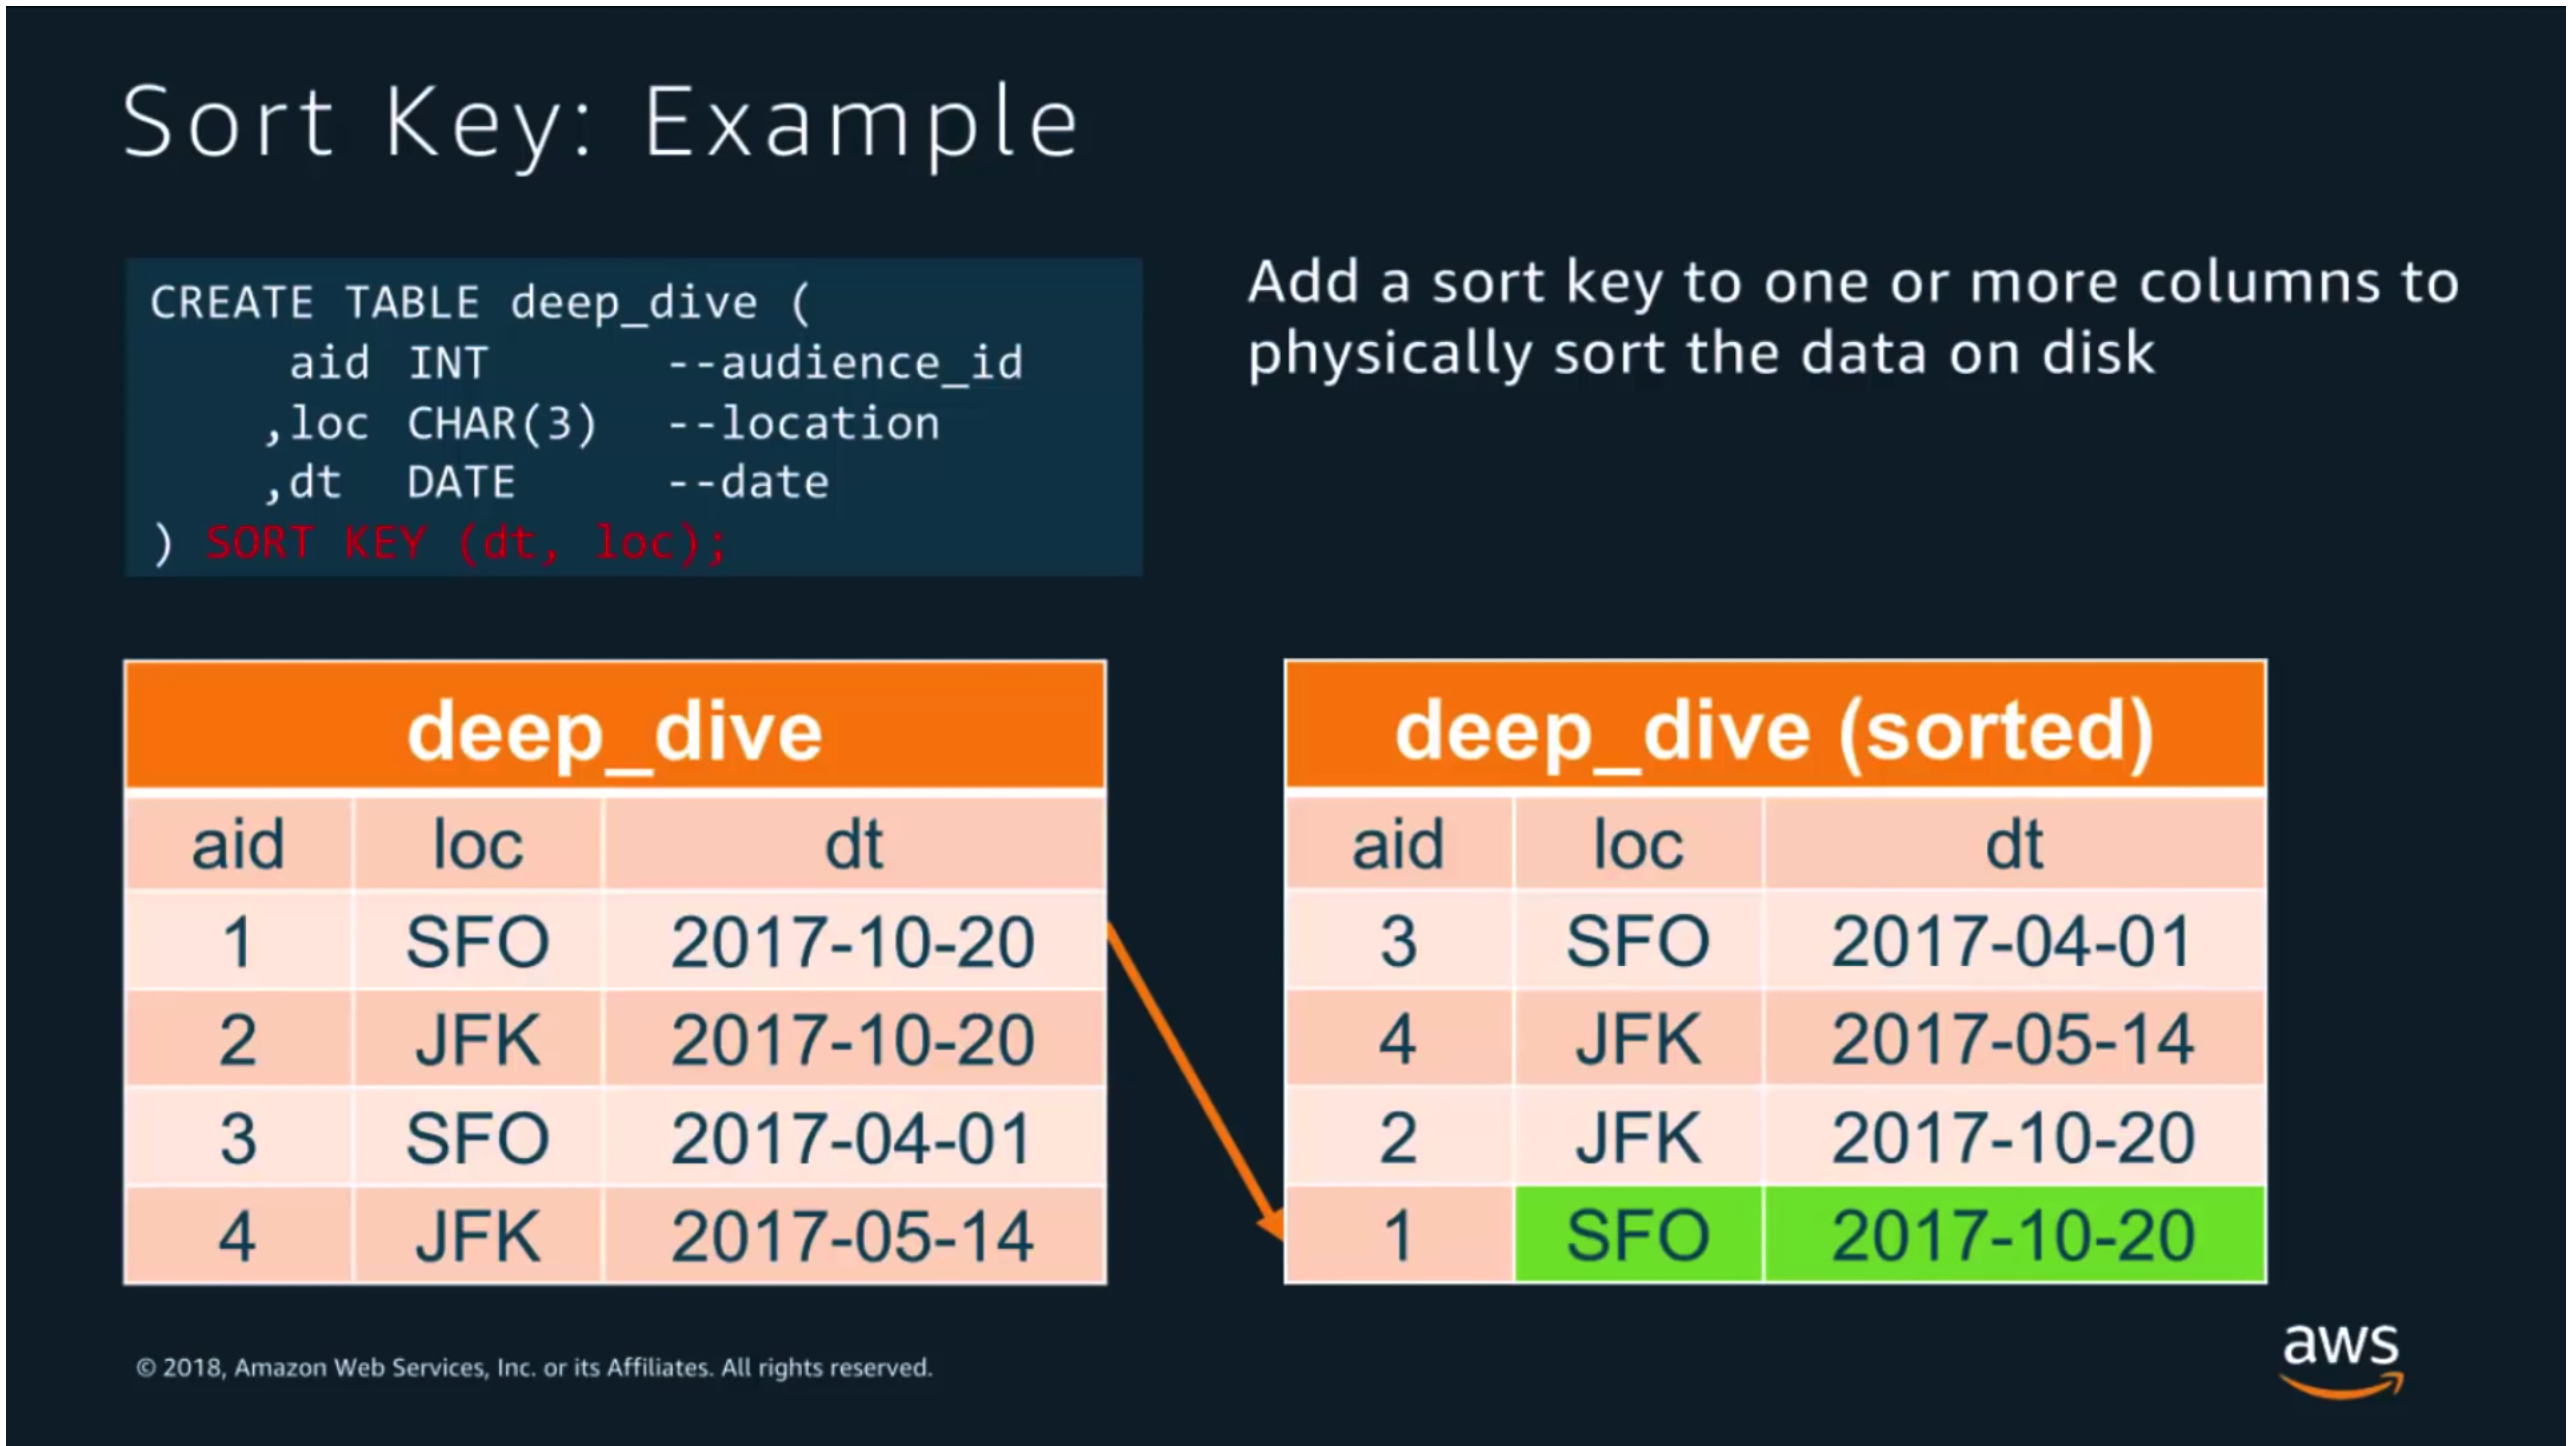 Sort Key: Example
CREATE TABLE deep_dive (
aid INT --audience_id
,loc CHAR(3) --location
,dt DATE --date
) SORT KEY (dt, loc);
Add a sort key to one or more columns to
physically sort the data on disk
deep_dive
aid loc dt
1 SFO 2017-10-20
2 JFK 2017-10-20
3 SFO 2017-04-01
4 JFK 2017-05-14
deep_dive (sorted)
aid loc dt
3 SFO 2017-04-01
4 JFK 2017-05-14
2 JFK 2017-10-20
1 SFO 2017-10-20
© 2018, Amazon Web Services, Inc. or its Affiliates. All rights reserved.
aws